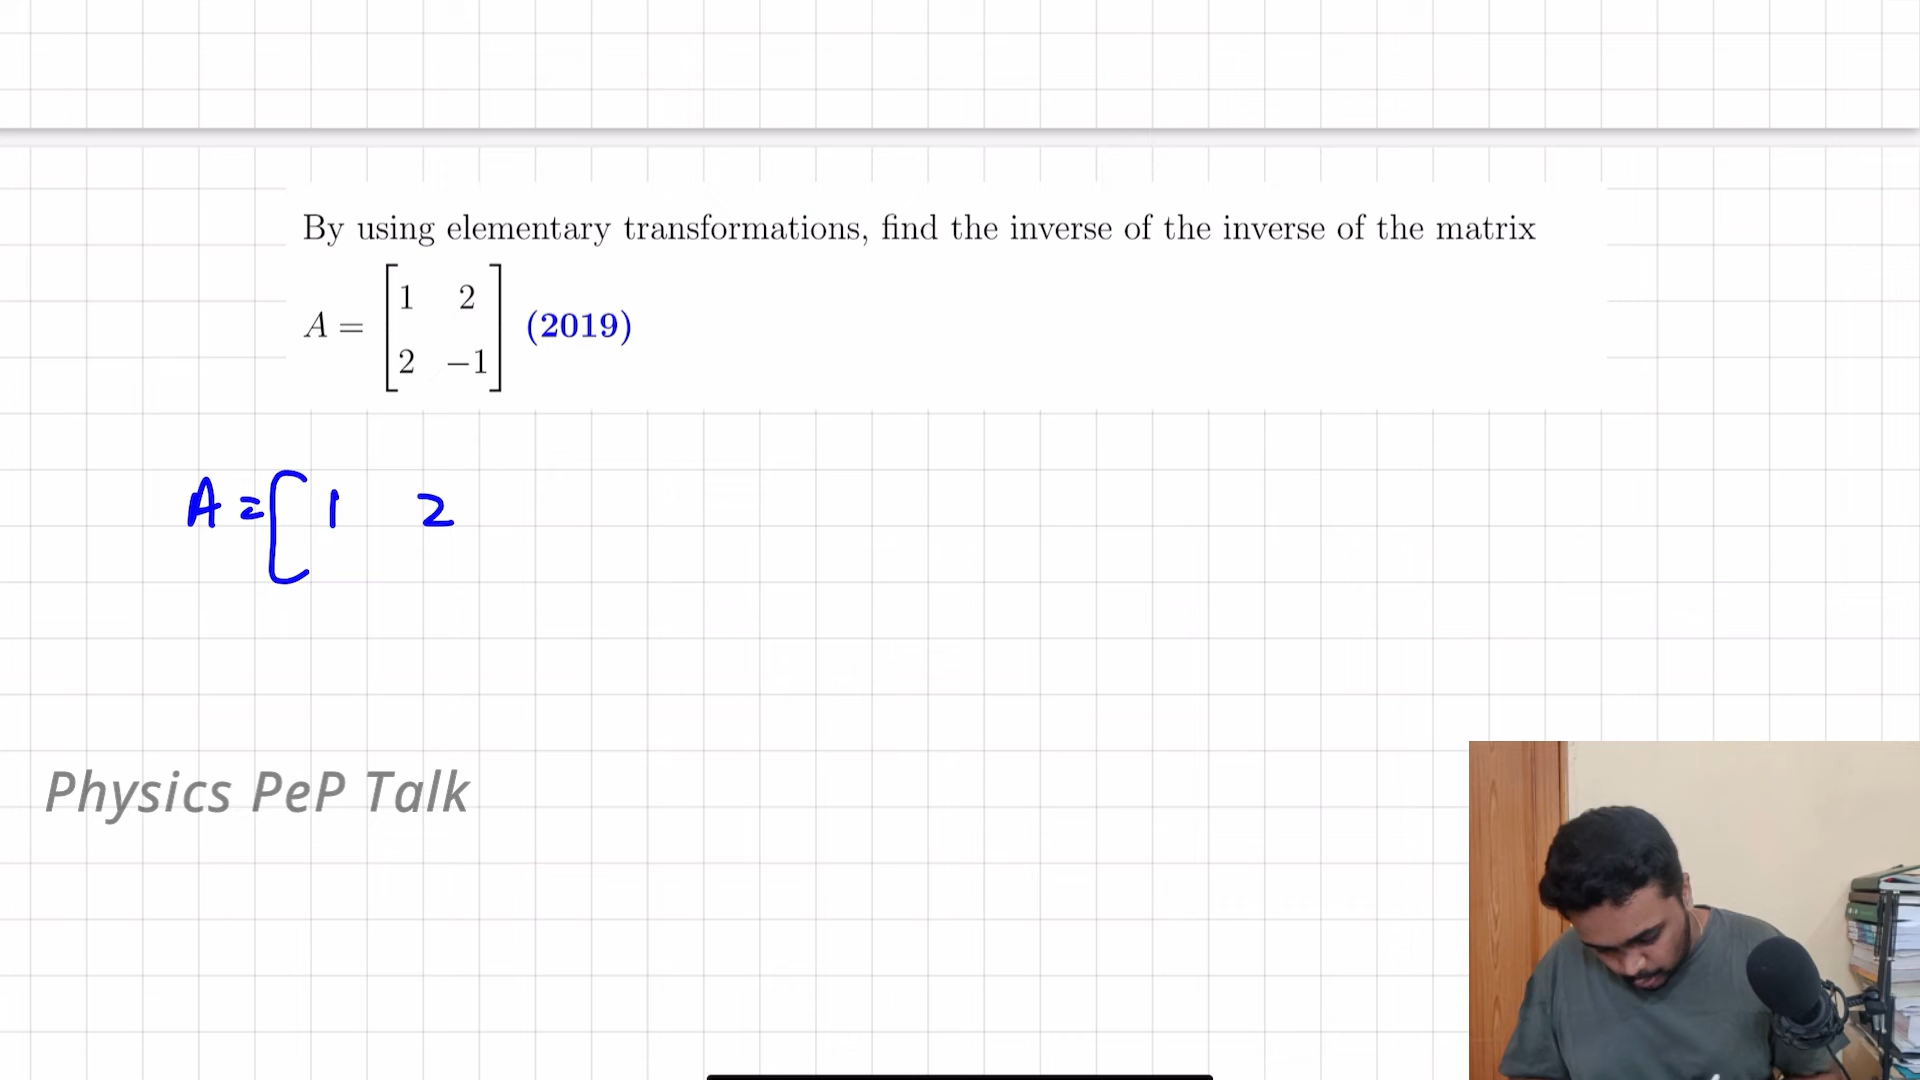 By using elementary transformations, find the inverse of the inverse of the matrix
A = [1 2
2 −1] (2019)
A = [ 1 2
Physics PeP Talk